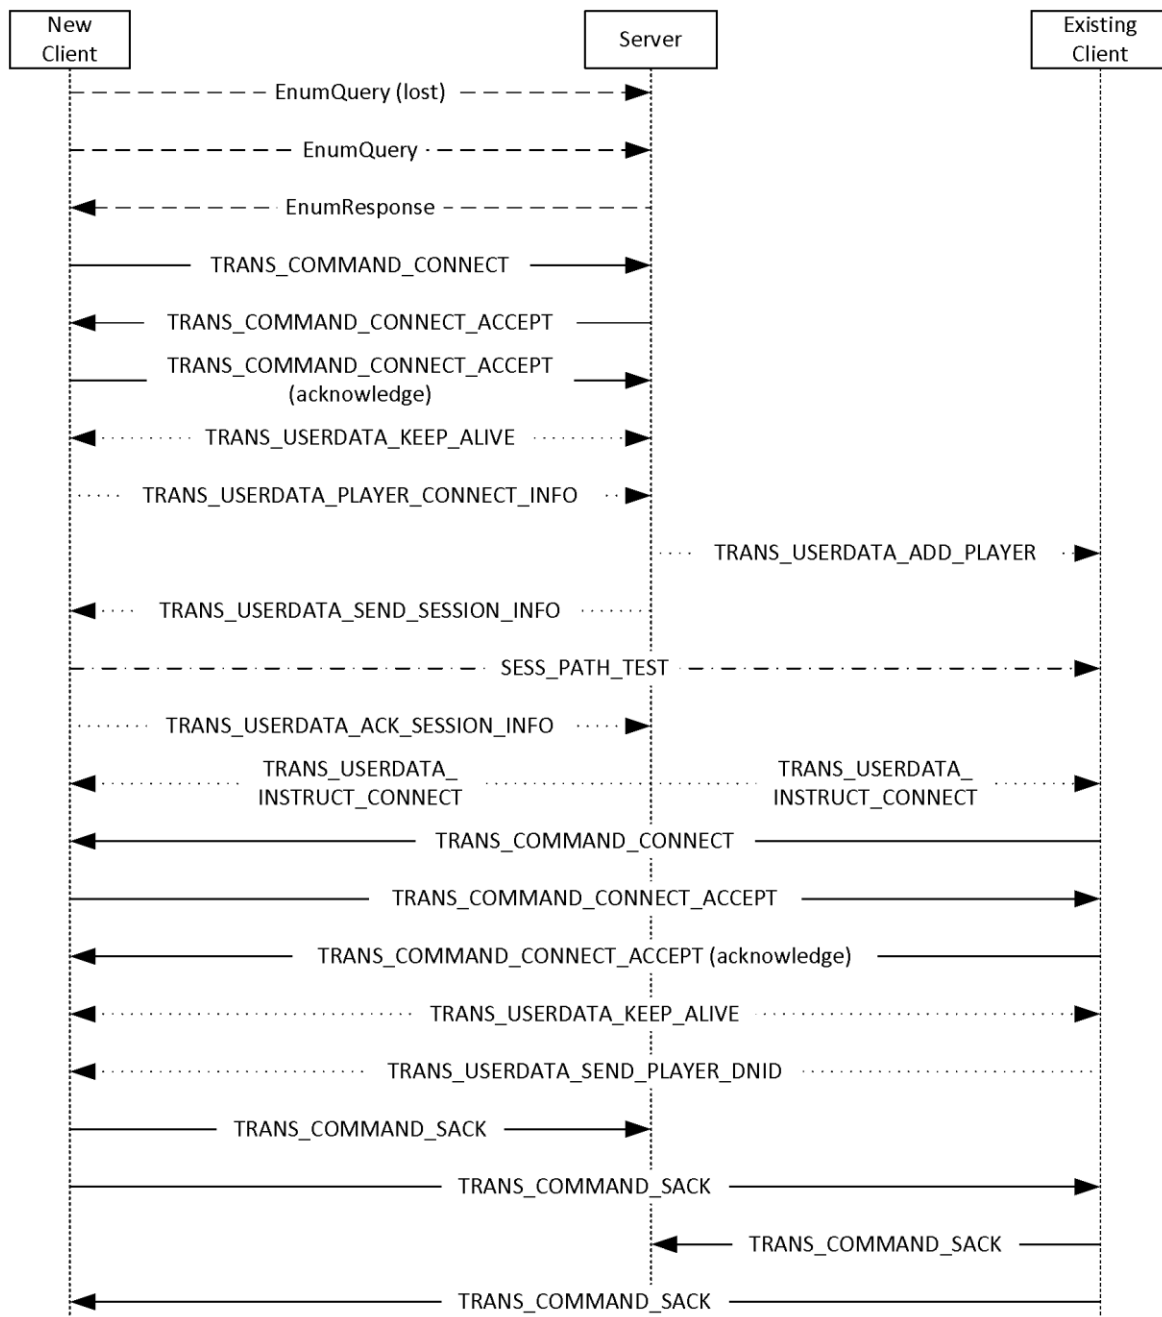 New
Client
Server
Existing
Client
EnumQuery (lost)
EnumQuery
EnumResponse
TRANS_COMMAND_CONNECT
TRANS_COMMAND_CONNECT_ACCEPT
TRANS_COMMAND_CONNECT_ACCEPT
(acknowledge)
TRANS_USERDATA_KEEP_ALIVE
TRANS_USERDATA_PLAYER_CONNECT_INFO
TRANS_USERDATA_ADD_PLAYER
TRANS_USERDATA_SEND_SESSION_INFO
SESS_PATH_TEST
TRANS_USERDATA_ACK_SESSION_INFO
TRANS_USERDATA_
INSTRUCT_CONNECT
TRANS_USERDATA_
INSTRUCT_CONNECT
TRANS_COMMAND_CONNECT
TRANS_COMMAND_CONNECT_ACCEPT
TRANS_COMMAND_CONNECT_ACCEPT (acknowledge)
TRANS_USERDATA_KEEP_ALIVE
TRANS_USERDATA_SEND_PLAYER_DNID
TRANS_COMMAND_SACK
TRANS_COMMAND_SACK
TRANS_COMMAND_SACK
TRANS_COMMAND_SACK